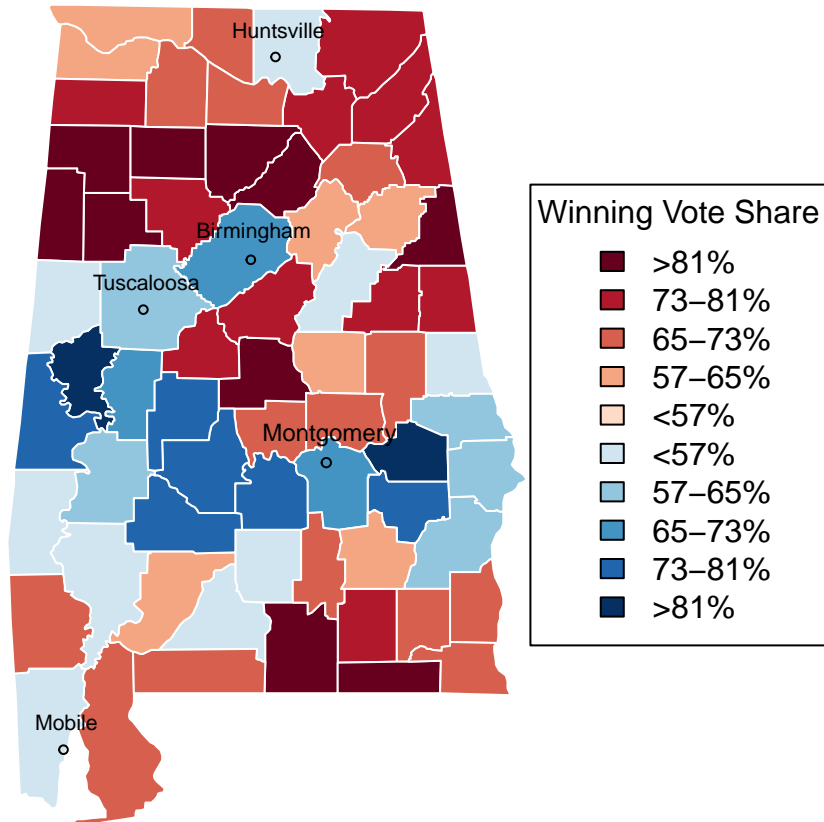 Huntsville
Birmingham
Tuscaloosa
Montgomery
Mobile
Winning Vote Share
>81%
73–81%
65–73%
57–65%
<57%
<57%
57–65%
65–73%
73–81%
>81%